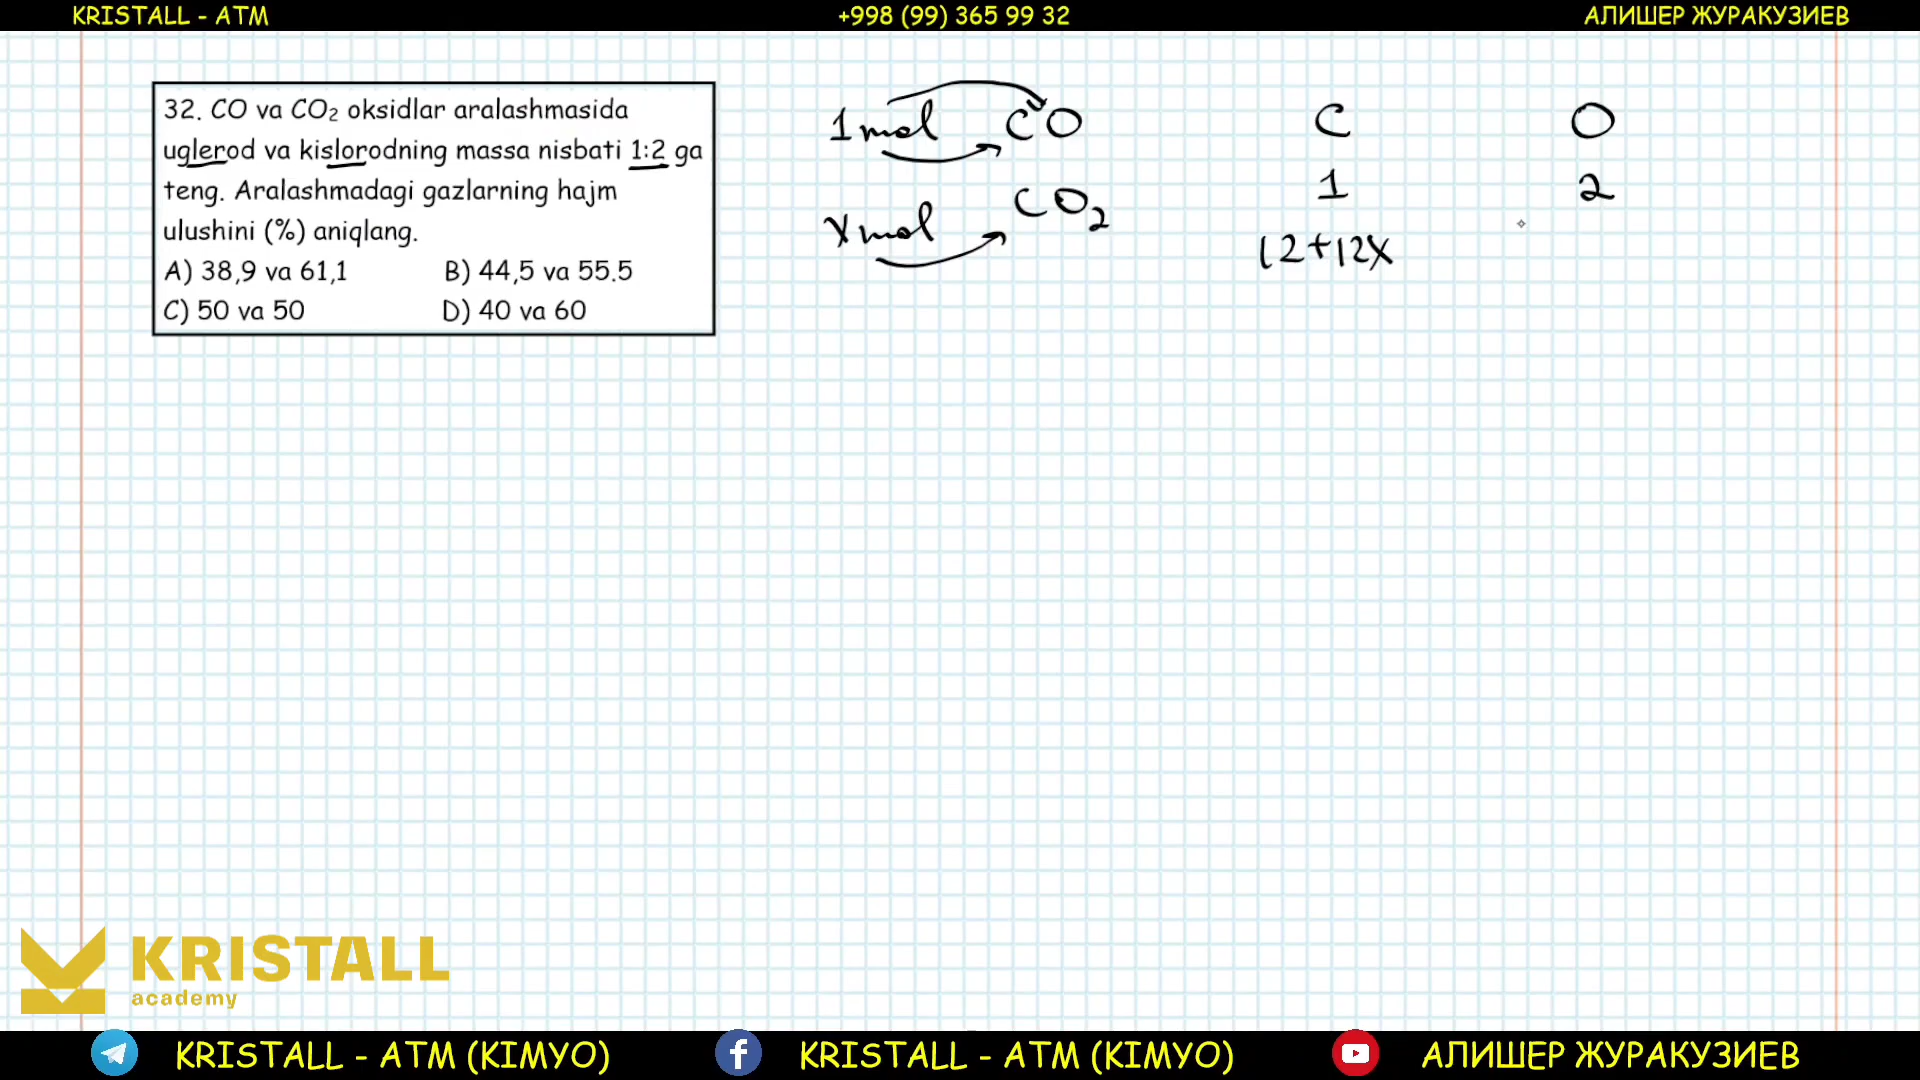 KRISTALL - ATM
+998 (99) 365 99 32
АЛИШЕР ЖУРАКУЗИЕВ
32. CO va CO₂ oksidlar aralashmasida
uglerod va kislorodning massa nisbati 1:2 ga
teng. Aralashmadagi gazlarning hajm
ulushini (%) aniqlang.
A) 38,9 va 61,1 B) 44,5 va 55.5
C) 50 va 50 D) 40 va 60
1 mol CO C O
x mol CO₂ 1 2
12+12x
KRISTALL
academy
KRISTALL - ATM (KIMYO)
KRISTALL - ATM (KIMYO)
АЛИШЕР ЖУРАКУЗИЕВ